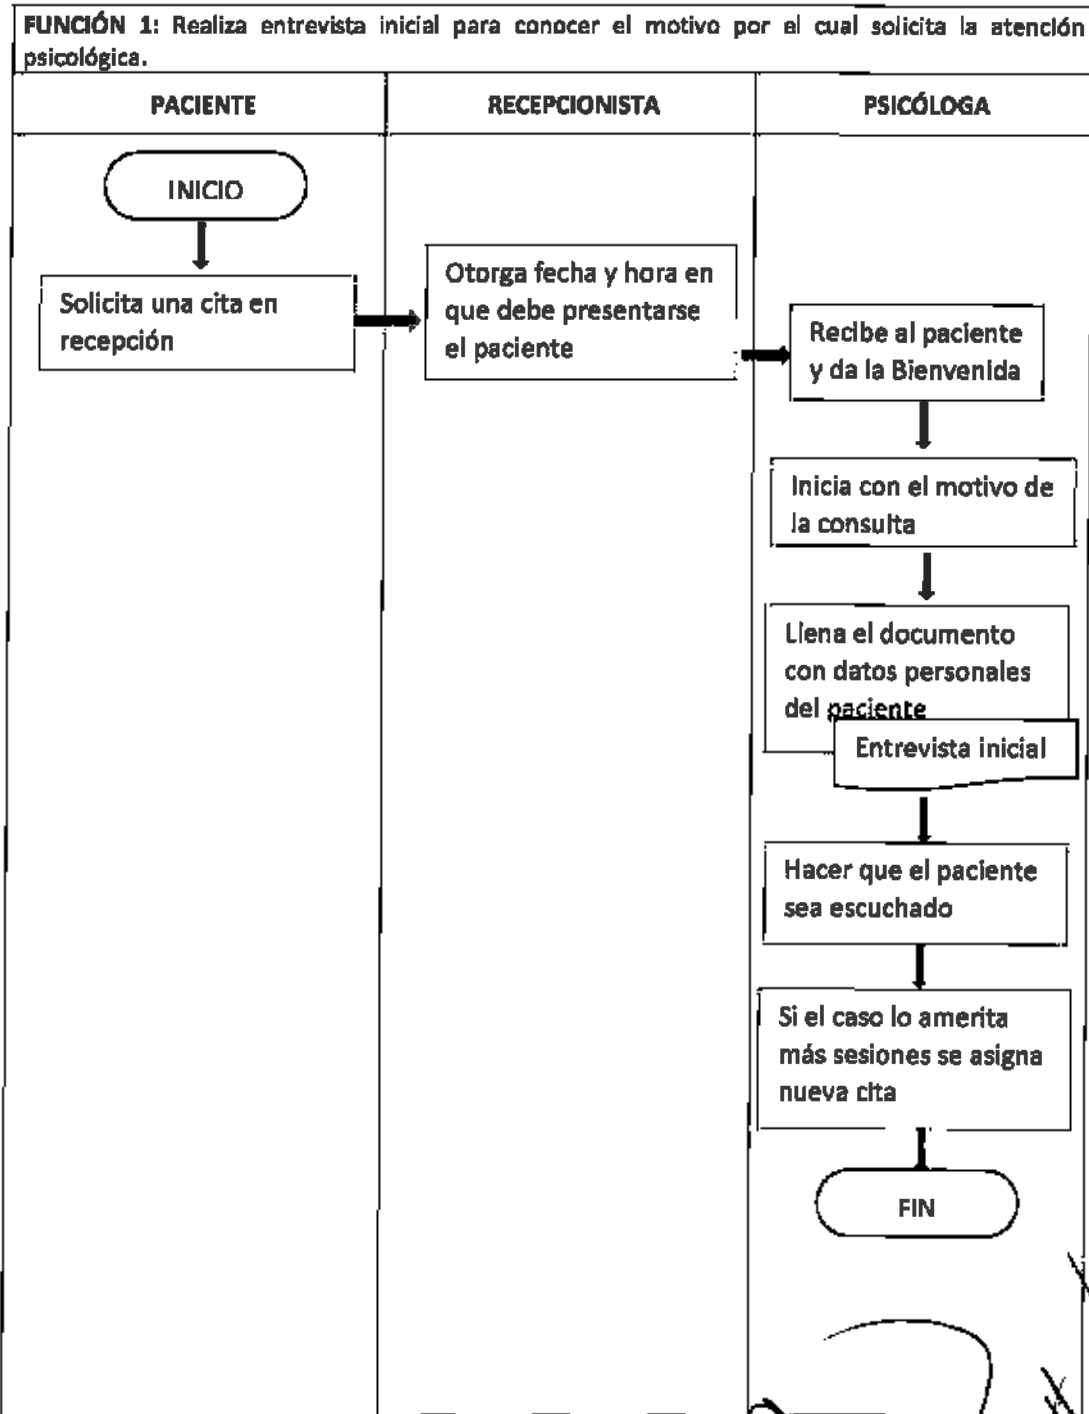 FUNCIÓN 1: Realiza entrevista inicial para conocer el motivo por el cual solicita la atención
psicológica.
PACIENTE
RECEPCIONISTA
PSICÓLOGA
INICIO
Solicita una cita en
recepción
Otorga fecha y hora en
que debe presentarse
el paciente
Recibe al paciente
y da la Bienvenida
Inicia con el motivo de
la consulta
Llena el documento
con datos personales
del paciente
Entrevista inicial
Hacer que el paciente
sea escuchado
Si el caso lo amerita
más sesiones se asigna
nueva cita
FIN